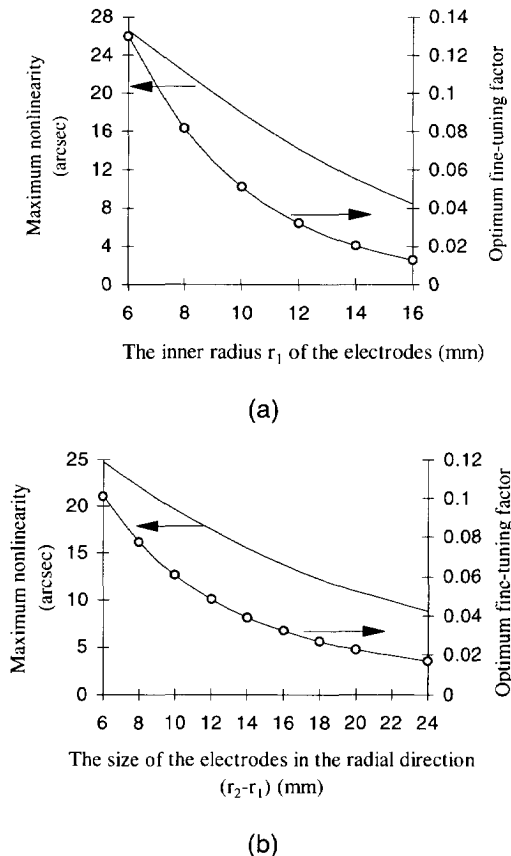 28
24
20
16
12
8
4
0
Maximum nonlinearity
(arcsec)
0.14
0.12
0.1
0.08
0.06
0.04
0.02
0
Optimum fine-tuning factor
6 8 10 12 14 16
The inner radius r₁ of the electrodes (mm)
(a)
25
20
15
10
5
0
Maximum nonlinearity
(arcsec)
0.12
0.1
0.08
0.06
0.04
0.02
0
Optimum fine-tuning factor
6 8 10 12 14 16 18 20 22 24
The size of the electrodes in the radial direction
(r₂-r₁) (mm)
(b)